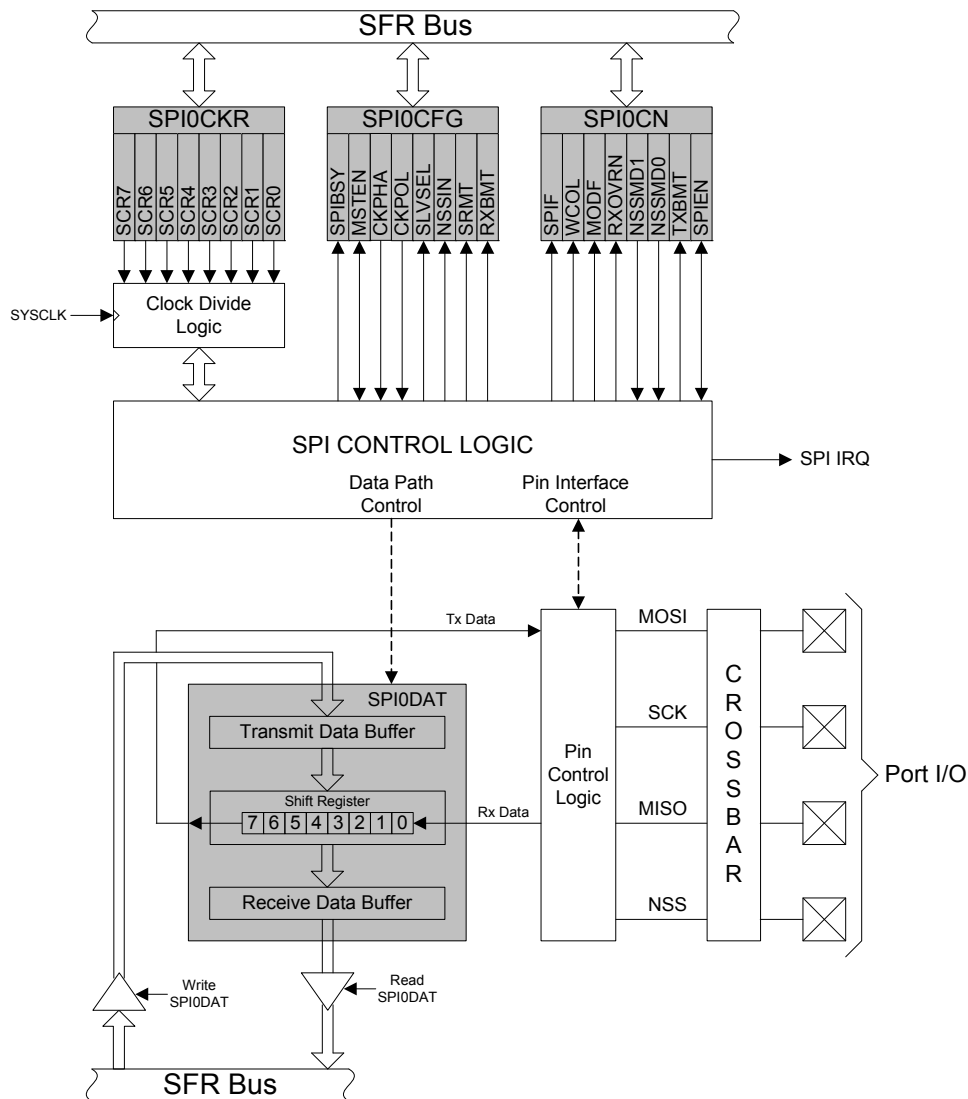 SFR Bus
SPI0CKR
SCR7
SCR6
SCR5
SCR4
SCR3
SCR2
SCR1
SCR0
SPI0CFG
SPIBSY
MSTEN
CKPHA
CKPOL
SLVSEL
NSSIN
SRMT
RXBMT
SPI0CN
SPIF
WCOL
MODF
RXOVRN
NSSMD1
NSSMD0
TXBMT
SPIEN
SYSCLK
Clock Divide
Logic
SPI CONTROL LOGIC
Data Path
Control
Pin Interface
Control
SPI IRQ
Tx Data
SPI0DAT
Transmit Data Buffer
Shift Register
7 6 5 4 3 2 1 0
Rx Data
Receive Data Buffer
Pin
Control
Logic
MOSI
SCK
MISO
NSS
CROSSBAR
Port I/O
Write
SPI0DAT
Read
SPI0DAT
SFR Bus